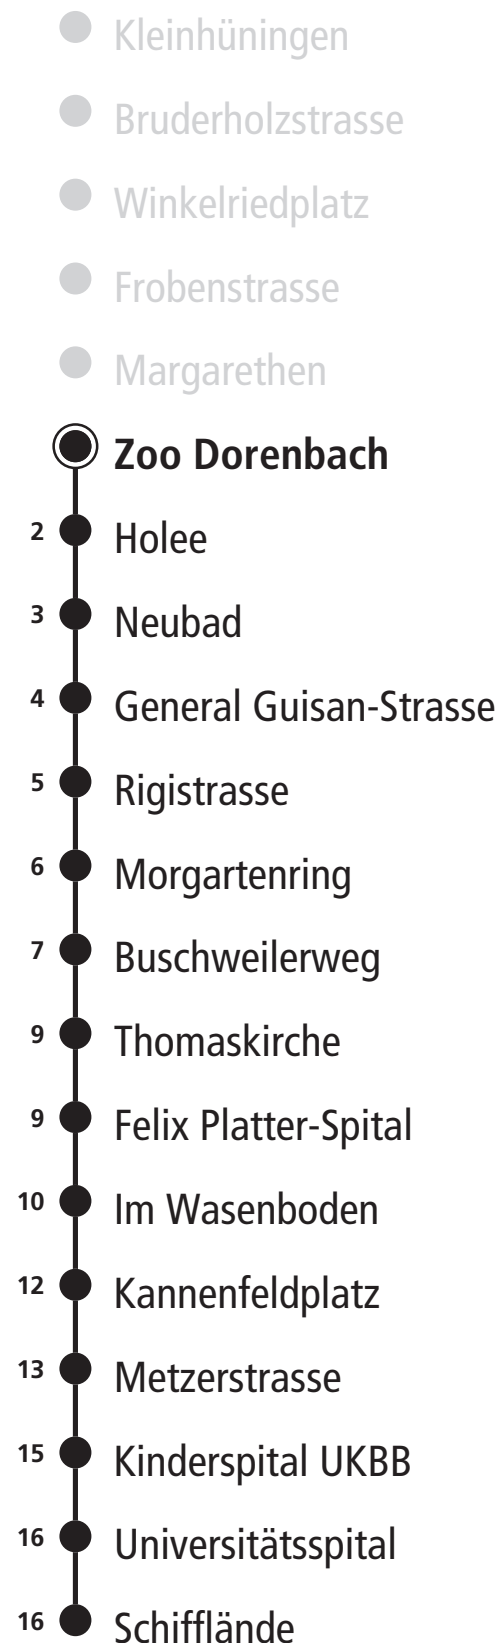 Kleinhüningen
Bruderholzstrasse
Winkelriedplatz
Frobenstrasse
Margarethen
Zoo Dorenbach
2 Holee
3 Neubad
4 General Guisan-Strasse
5 Rigistrasse
6 Morgartenring
7 Buschweilerweg
9 Thomaskirche
9 Felix Platter-Spital
10 Im Wasenboden
12 Kannenfeldplatz
13 Metzerstrasse
15 Kinderspital UKBB
16 Universitätsspital
16 Schifflände